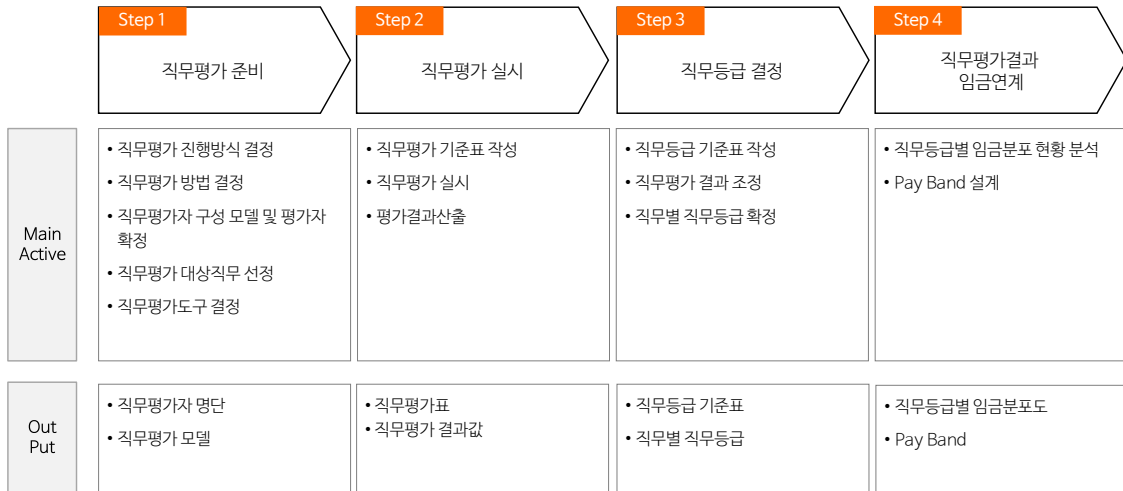 Step 1
직무평가 준비
Step 2
직무평가 실시
Step 3
직무등급 결정
Step 4
직무평가결과
임금연계
Main
Active
• 직무평가 진행방식 결정
• 직무평가 방법 결정
• 직무평가자 구성 모델 및 평가자
확정
• 직무평가 대상직무 선정
• 직무평가도구 결정
• 직무평가 기준표 작성
• 직무평가 실시
• 평가결과산출
• 직무등급 기준표 작성
• 직무평가 결과 조정
• 직무별 직무등급 확정
• 직무등급별 임금분포 현황 분석
• Pay Band 설계
Out
Put
• 직무평가자 명단
• 직무평가 모델
• 직무평가표
• 직무평가 결과값
• 직무등급 기준표
• 직무별 직무등급
• 직무등급별 임금분포도
• Pay Band